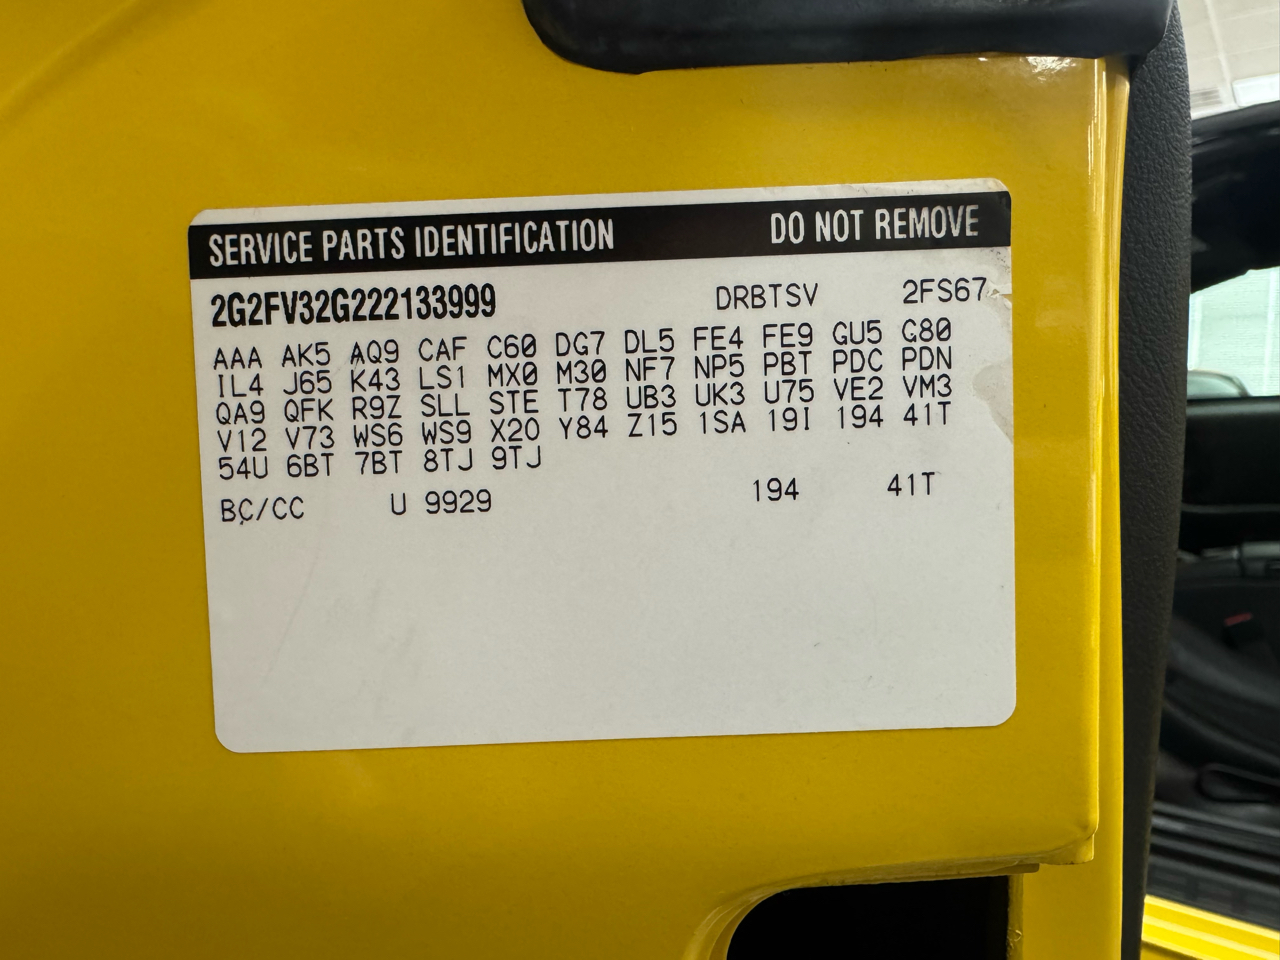 SERVICE PARTS IDENTIFICATION DO NOT REMOVE
2G2FV32G222133999 DRBTSV 2FS67
AAA AK5 AQ9 CAF C60 DG7 DL5 FE4 FE9 GU5 G80
IL4 J65 K43 LS1 MX0 M30 NF7 NP5 PBT PDC PDN
QA9 QFK R9Z SLL STE T78 UB3 UK3 U75 VE2 VM3
V12 V73 WS6 WS9 X20 Y84 Z15 1SA 19I 194 41T
54U 6BT 7BT 8TJ 9TJ
BC/CC U 9929 194 41T